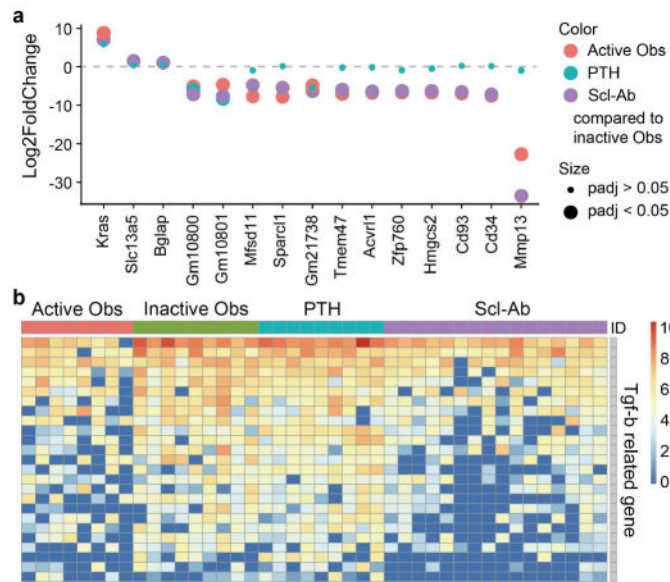 a
10
0
-10
-20
-30
Log2FoldChange
Kras
Slc13a5
Bglap
Gm10800
Gm10801
Mfsd11
Sparcl1
Gm21738
Tmem47
Acvrl1
Zfp760
Hmgcs2
Cd93
Cd34
Mmp13
Color
Active Obs
PTH
Scl-Ab
compared to
inactive Obs
Size
padj > 0.05
padj < 0.05
b
Active Obs Inactive Obs PTH Scl-Ab
ID
10
8
6
4
2
0
Tgf-b related gene